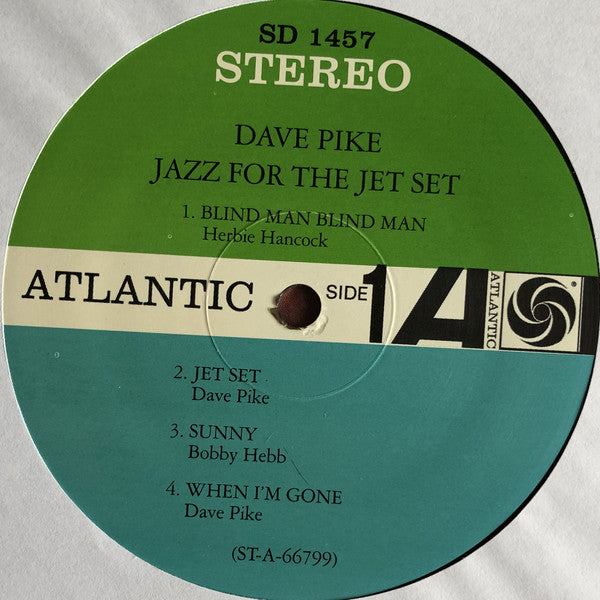 SD 1457
STEREO
DAVE PIKE
JAZZ FOR THE JET SET
1. BLIND MAN BLIND MAN
Herbie Hancock
ATLANTIC
SIDE 1
A
ATLANTIC
2. JET SET
Dave Pike
3. SUNNY
Bobby Hebb
4. WHEN I'M GONE
Dave Pike
(ST-A-66799)